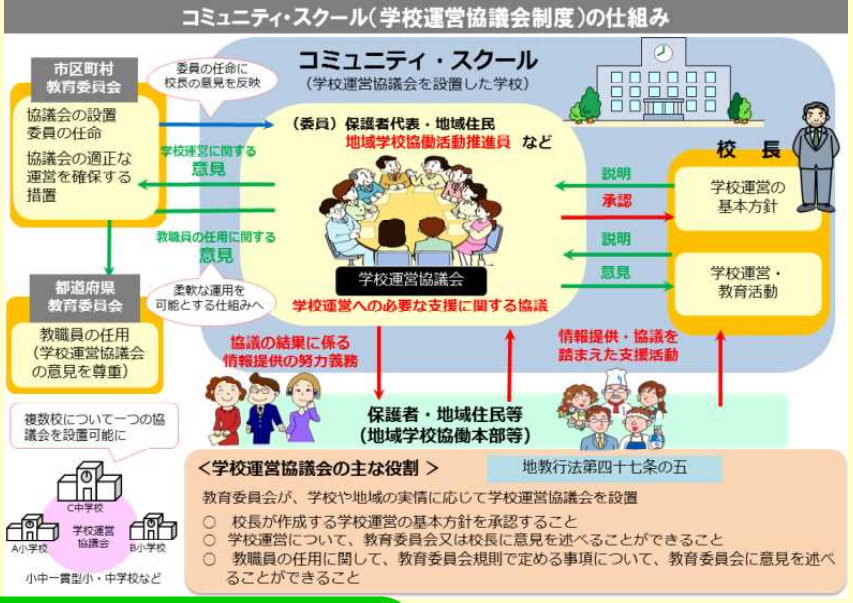 コミュニティ・スクール(学校運営協議会制度)の仕組み
市区町村
教育委員会
協議会の設置
委員の任命
協議会の適正な
運営を確保する
措置
委員の任命に
校長の意見を反映
コミュニティ・スクール
(学校運営協議会を設置した学校)
(委員)保護者代表・地域住民
地域学校協働活動推進員 など
学校運営に関する
意見
教職員の任用に関する
意見
柔軟な運用を
可能とする仕組みへ
学校運営協議会
学校運営への必要な支援に関する協議
説明
承認
説明
意見
校 長
学校運営の
基本方針
学校運営・
教育活動
都道府県
教育委員会
教職員の任用
(学校運営協議会
の意見を尊重)
協議の結果に係る
情報提供の努力義務
情報提供・協議を
踏まえた支援活動
保護者・地域住民等
(地域学校協働本部等)
複数校について一つの協
議会を設置可能に
C中学校
学校運営
協議会
A小学校
B小学校
小中一貫型小・中学校など
<学校運営協議会の主な役割 >
地教行法第四十七条の五
教育委員会が、学校や地域の実情に応じて学校運営協議会を設置
○ 校長が作成する学校運営の基本方針を承認すること
○ 学校運営について、教育委員会又は校長に意見を述べることができること
○ 教職員の任用に関して、教育委員会規則で定める事項について、教育委員会に意見を述べ
ることができること